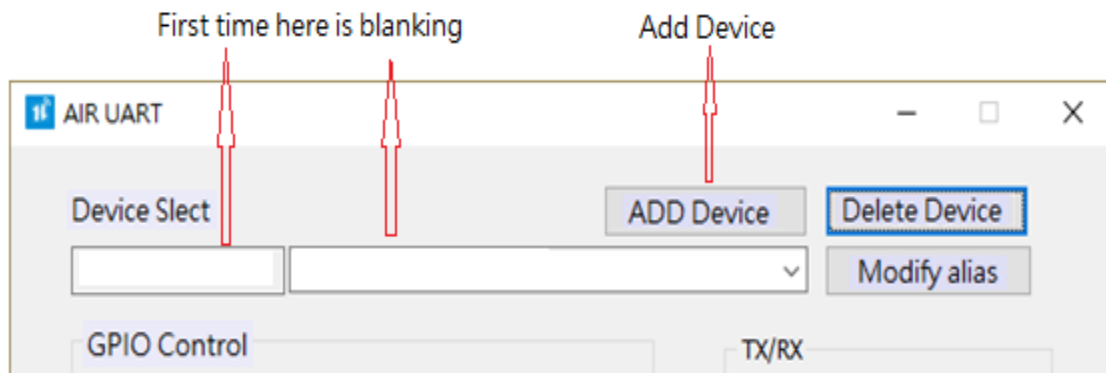 First time here is blanking
Add Device
AIR UART
Device Slect
ADD Device
Delete Device
Modify alias
GPIO Control
TX/RX